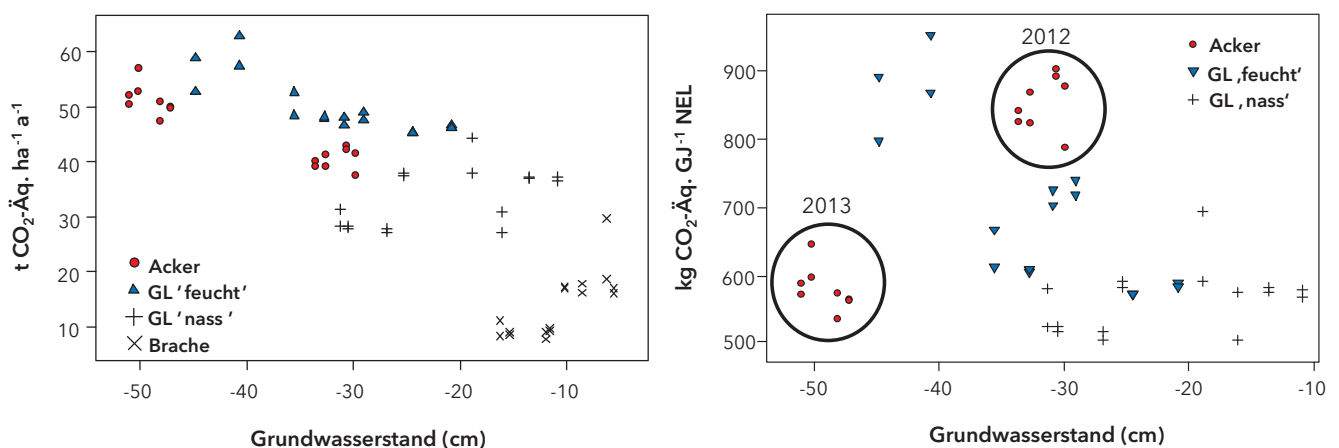 t CO₂-Äq. ha⁻¹ a⁻¹
60
50
40
30
20
10
Acker
GL 'feucht'
GL 'nass '
Brache
-50
-40
-30
-20
-10
Grundwasserstand (cm)
kg CO₂-Äq. GJ⁻¹ NEL
900
800
700
600
500
2012
2013
Acker
GL ‚feucht'
GL ‚ nass'
-50
-40
-30
-20
-10
Grundwasserstand (cm)